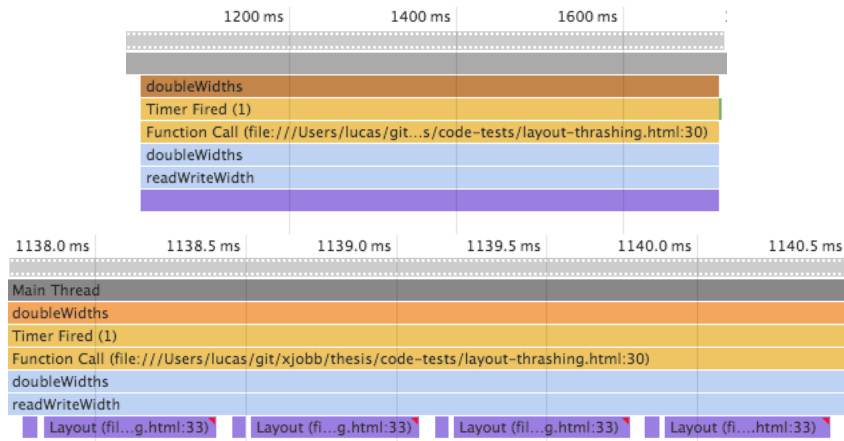 1200 ms 1400 ms 1600 ms
doubleWidths
Timer Fired (1)
Function Call (file:///Users/lucas/git...s/code-tests/layout-thrashing.html:30)
doubleWidths
readWriteWidth
1138.0 ms 1138.5 ms 1139.0 ms 1139.5 ms 1140.0 ms 1140.5 ms
Main Thread
doubleWidths
Timer Fired (1)
Function Call (file:///Users/lucas/git/xjobb/thesis/code-tests/layout-thrashing.html:30)
doubleWidths
readWriteWidth
Layout (fil...g.html:33) Layout (fi...g.html:33) Layout (fil...g.html:33) Layout (fi....html:33)